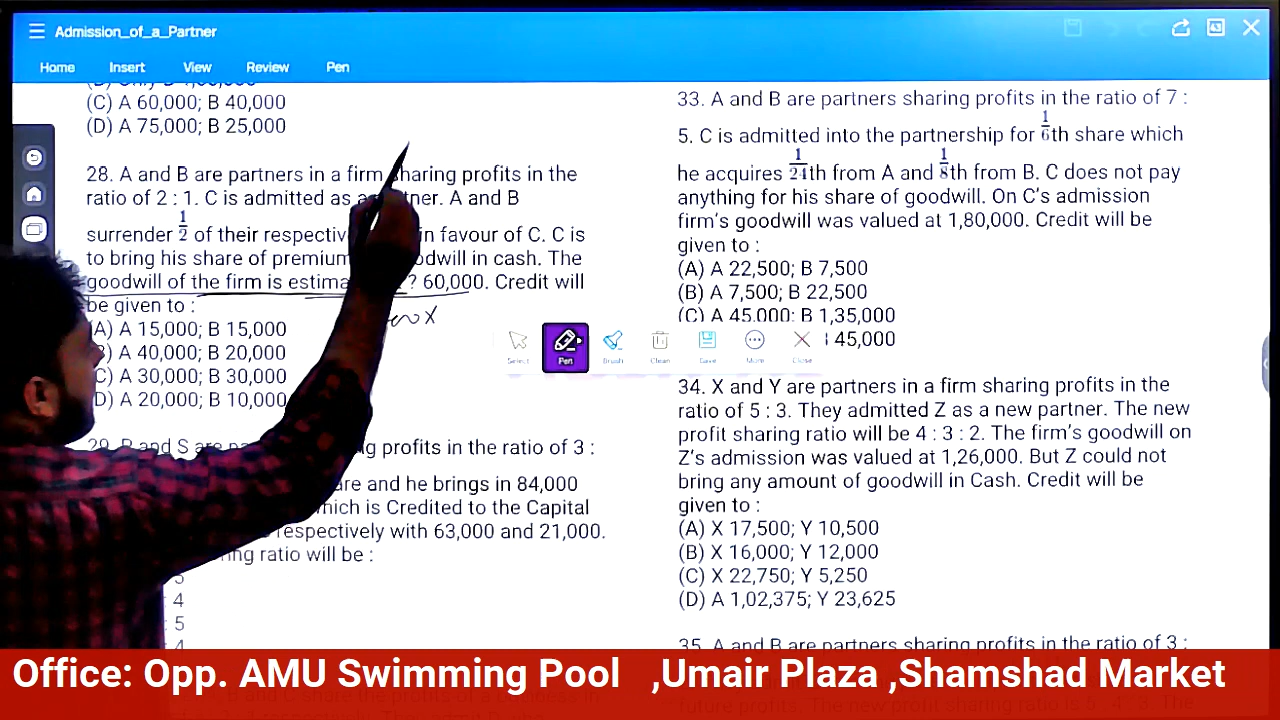 Admission_of_a_Partner
Home Insert View Review Pen
(C) A 60,000; B 40,000
(D) A 75,000; B 25,000
28. A and B are partners in a firm sharing profits in the
ratio of 2 : 1. C is admitted as a partner. A and B
surrender 1/2 of their respective in favour of C. C is
to bring his share of premium goodwill in cash. The
goodwill of the firm is estima ? 60,000. Credit will
be given to :
(A) A 15,000; B 15,000
) A 40,000; B 20,000
C) A 30,000; B 30,000
D) A 20,000; B 10,000
29. R and S are pa g profits in the ratio of 3 :
re and he brings in 84,000
hich is Credited to the Capital
respectively with 63,000 and 21,000.
ring ratio will be :
5
: 4
: 5
: 4
33. A and B are partners sharing profits in the ratio of 7 :
5. C is admitted into the partnership for 1/6th share which
he acquires 1/24th from A and 1/8th from B. C does not pay
anything for his share of goodwill. On C's admission
firm's goodwill was valued at 1,80,000. Credit will be
given to :
(A) A 22,500; B 7,500
(B) A 7,500; B 22,500
(C) A 45,000; B 1,35,000
45,000
Select Pen Brush Clean Save More Close
34. X and Y are partners in a firm sharing profits in the
ratio of 5 : 3. They admitted Z as a new partner. The new
profit sharing ratio will be 4 : 3 : 2. The firm's goodwill on
Z's admission was valued at 1,26,000. But Z could not
bring any amount of goodwill in Cash. Credit will be
given to :
(A) X 17,500; Y 10,500
(B) X 16,000; Y 12,000
(C) X 22,750; Y 5,250
(D) A 1,02,375; Y 23,625
35. A and B are partners sharing profits in the ratio of 3 :
Office: Opp. AMU Swimming Pool ,Umair Plaza ,Shamshad Market